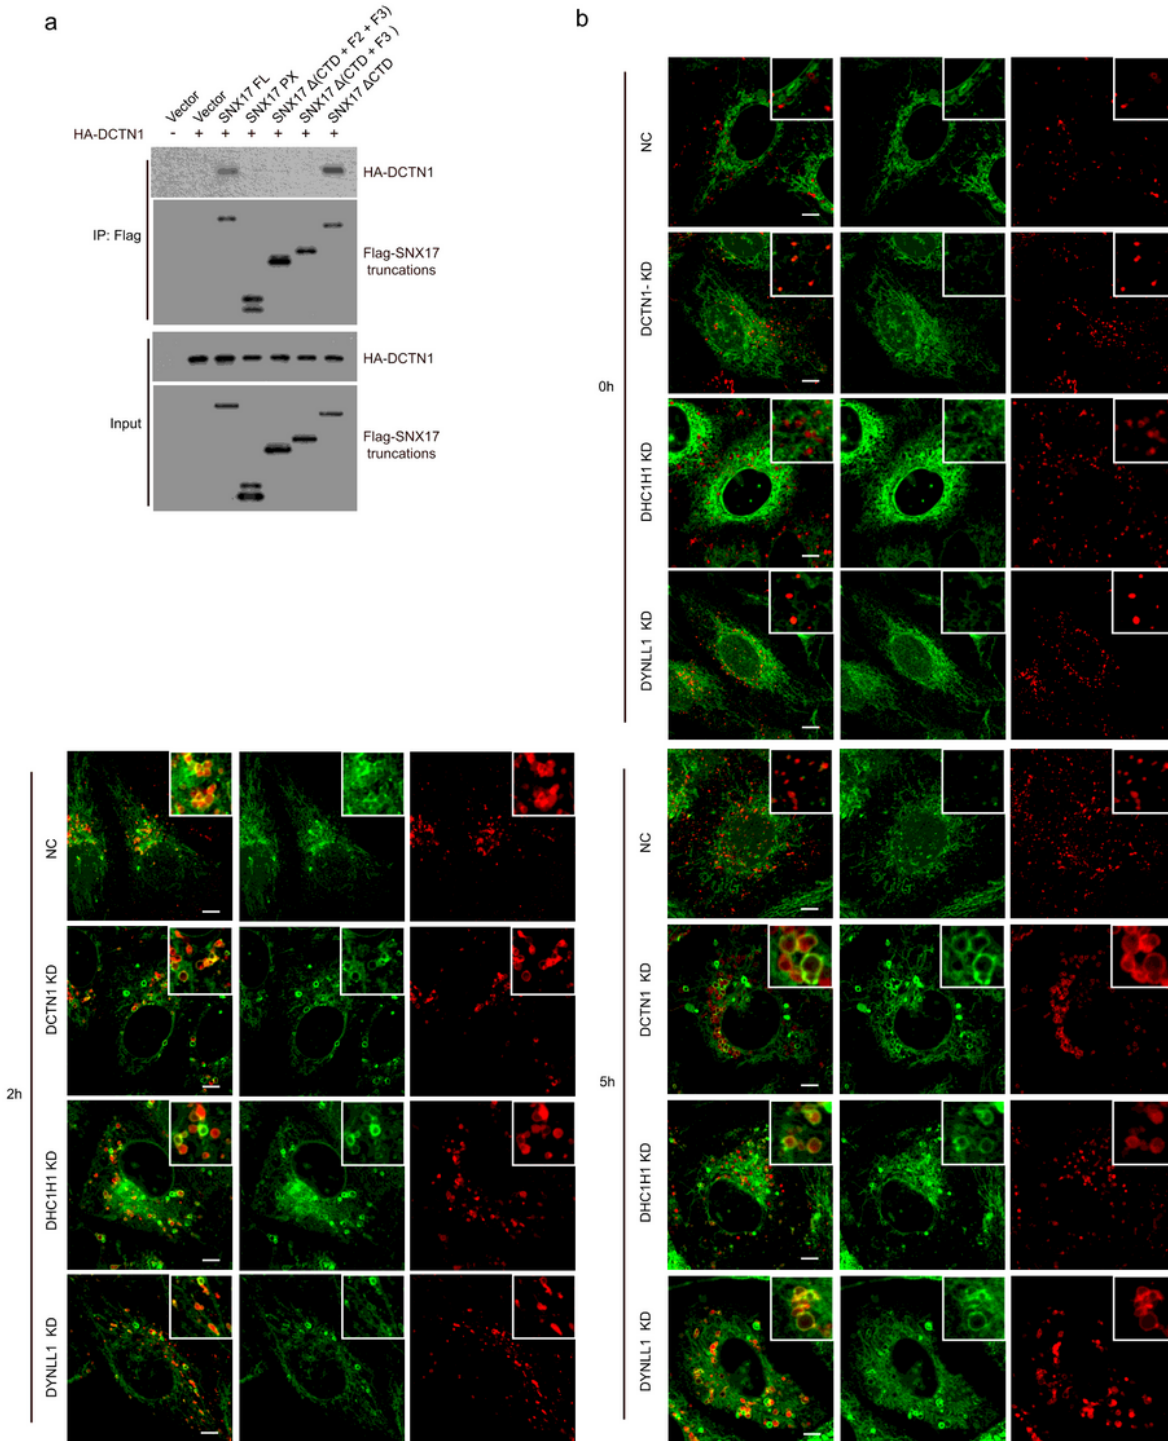 a
Vector
Vector
SNX17 FL
SNX17 PX
SNX17 Δ(CTD + F2 + F3)
SNX17 Δ(CTD + F3 )
SNX17 ΔCTD
HA-DCTN1
- + + + + + +
IP: Flag
HA-DCTN1
Flag-SNX17
truncations
Input
HA-DCTN1
Flag-SNX17
truncations
b
0h
NC
DCTN1- KD
DHC1H1 KD
DYNLL1 KD
2h
NC
DCTN1 KD
DHC1H1 KD
DYNLL1 KD
5h
NC
DCTN1 KD
DHC1H1 KD
DYNLL1 KD